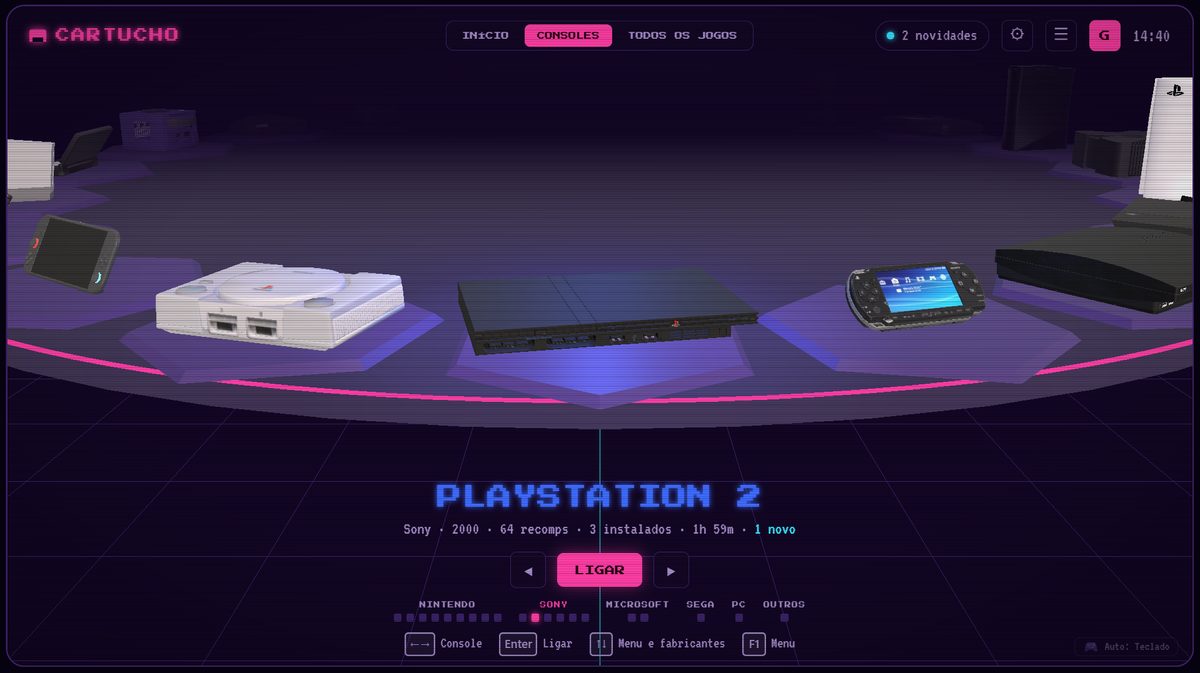 CARTUCHO
INíCIO
CONSOLES
TODOS OS JOGOS
2 novidades
G
14:40
PLAYSTATION 2
Sony · 2000 · 64 recomps · 3 instalados · 1h 59m · 1 novo
◀ LIGAR ▶
NINTENDO SONY MICROSOFT SEGA PC OUTROS
←→ Console Enter Ligar ↑↓ Menu e fabricantes F1 Menu
Auto: Teclado